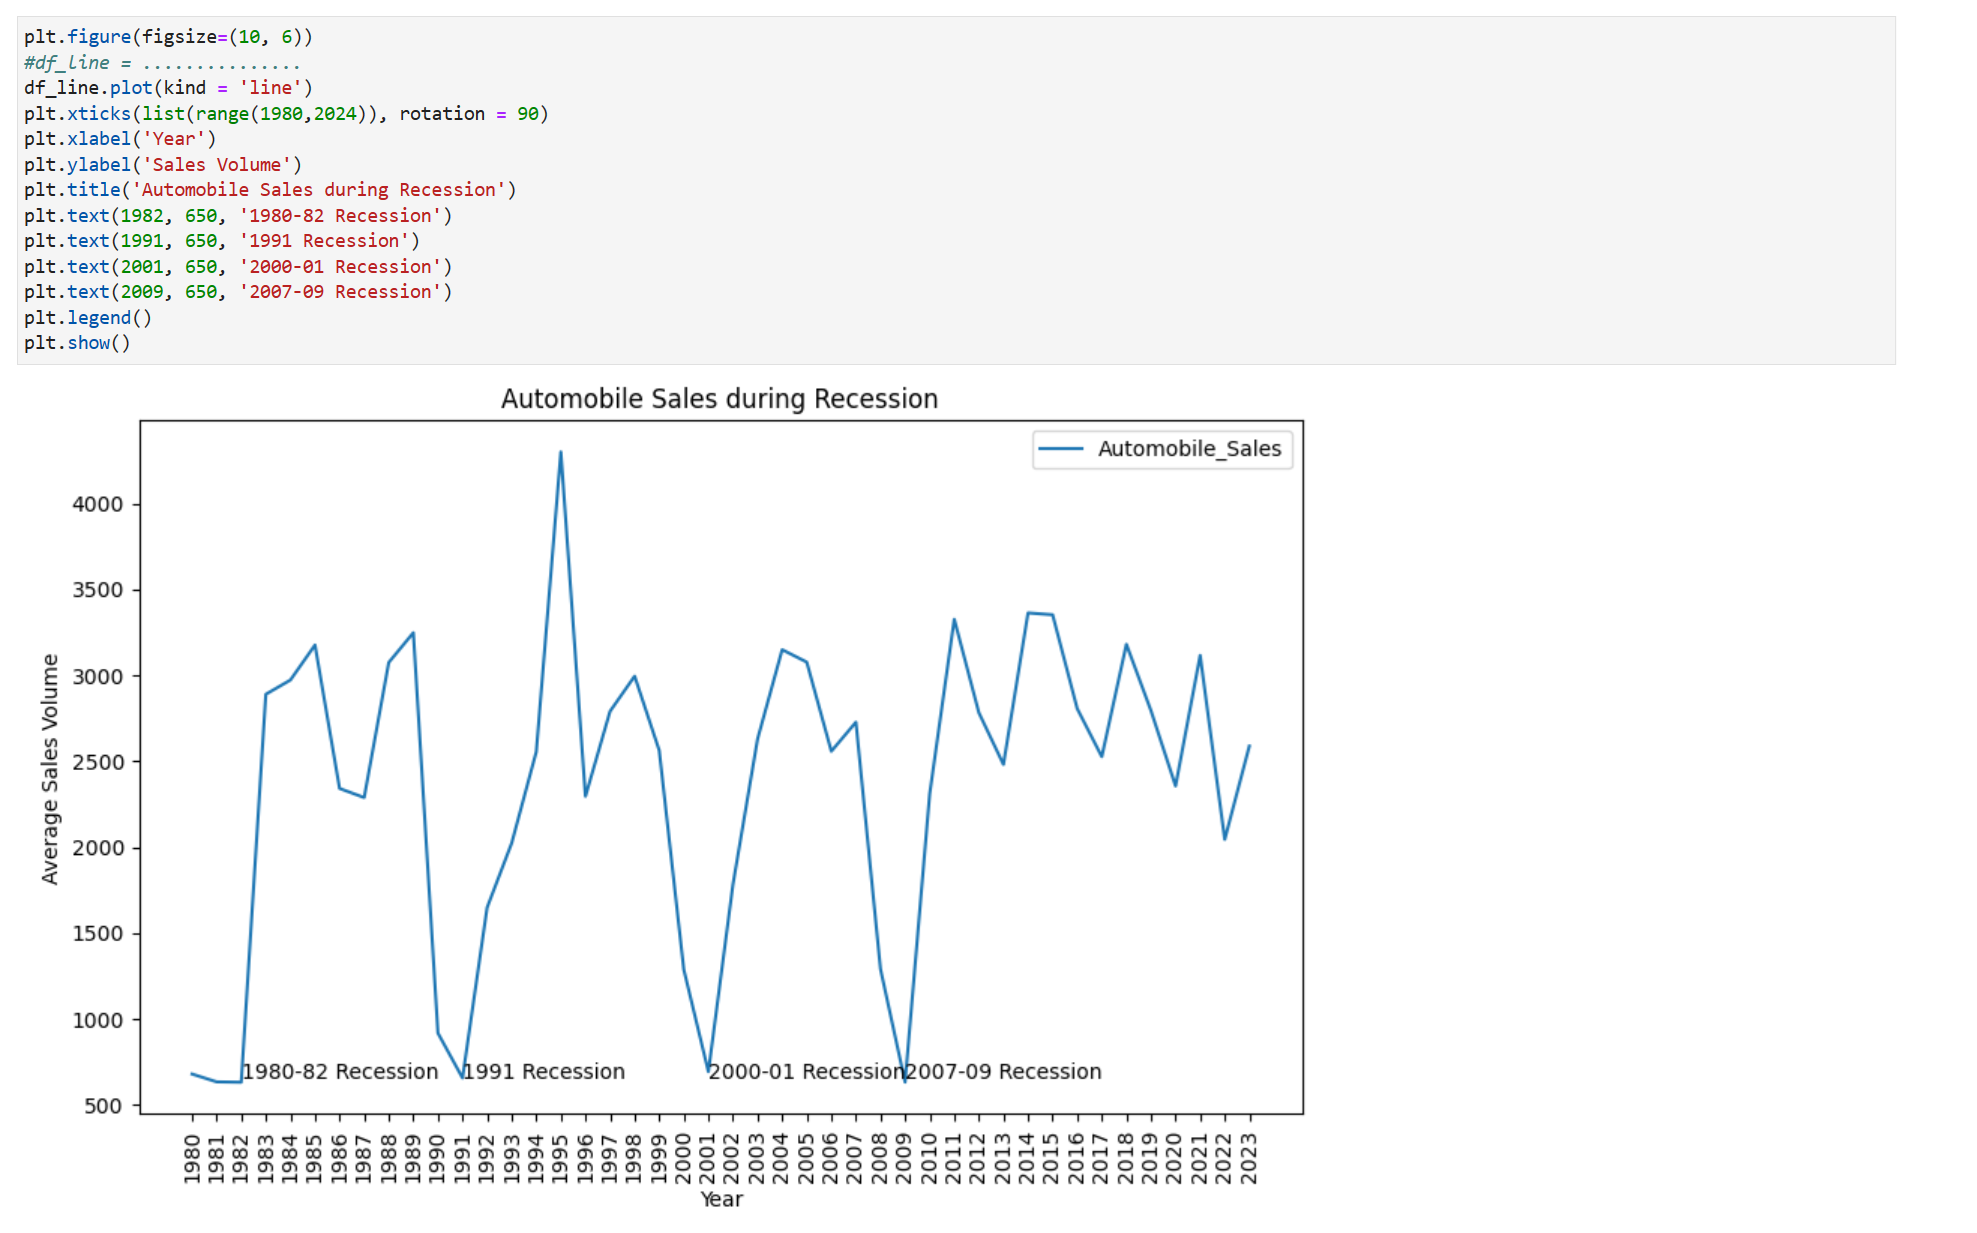 plt.figure(figsize=(10, 6))
#df_line = ...............
df_line.plot(kind = 'line')
plt.xticks(list(range(1980,2024)), rotation = 90)
plt.xlabel('Year')
plt.ylabel('Sales Volume')
plt.title('Automobile Sales during Recession')
plt.text(1982, 650, '1980-82 Recession')
plt.text(1991, 650, '1991 Recession')
plt.text(2001, 650, '2000-01 Recession')
plt.text(2009, 650, '2007-09 Recession')
plt.legend()
plt.show()
Automobile Sales during Recession
Automobile_Sales
Average Sales Volume
4000
3500
3000
2500
2000
1500
1000
500
1980-82 Recession
1991 Recession
2000-01 Recession
2007-09 Recession
1980
1981
1982
1983
1984
1985
1986
1987
1988
1989
1990
1991
1992
1993
1994
1995
1996
1997
1998
1999
2000
2001
2002
2003
2004
2005
2006
2007
2008
2009
2010
2011
2012
2013
2014
2015
2016
2017
2018
2019
2020
2021
2022
2023
Year